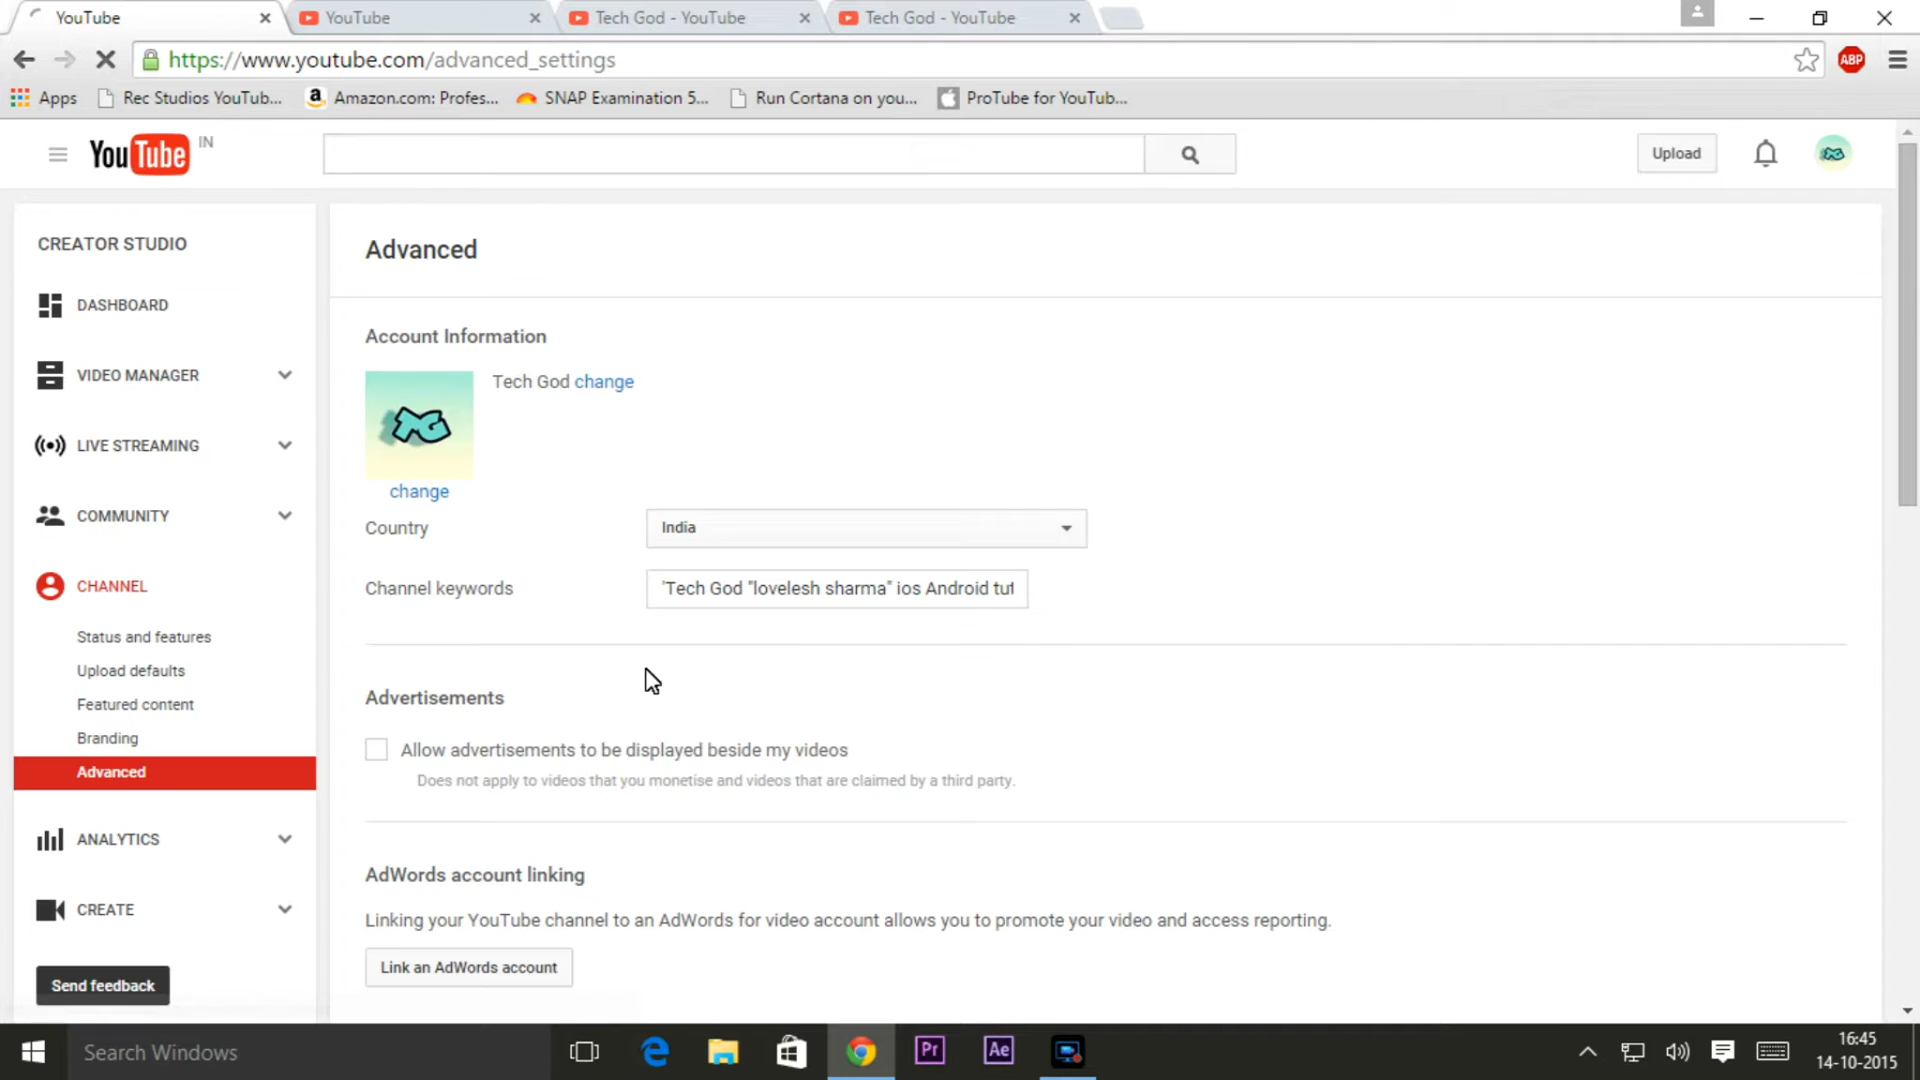 YouTube
YouTube
Tech God - YouTube
Tech God - YouTube
https://www.youtube.com/advanced_settings
ABP
Apps
Rec Studios YouTub...
Amazon.com: Profes...
SNAP Examination 5...
Run Cortana on you...
ProTube for YouTub...
YouTube IN
Upload
CREATOR STUDIO
DASHBOARD
VIDEO MANAGER
LIVE STREAMING
COMMUNITY
CHANNEL
Status and features
Upload defaults
Featured content
Branding
Advanced
ANALYTICS
CREATE
Send feedback
Advanced
Account Information
TG
Tech God change
change
Country
India
Channel keywords
'Tech God "lovelesh sharma" ios Android tut
Advertisements
Allow advertisements to be displayed beside my videos
Does not apply to videos that you monetise and videos that are claimed by a third party.
AdWords account linking
Linking your YouTube channel to an AdWords for video account allows you to promote your video and access reporting.
Link an AdWords account
Search Windows
Pr
Ae
16:45
14-10-2015